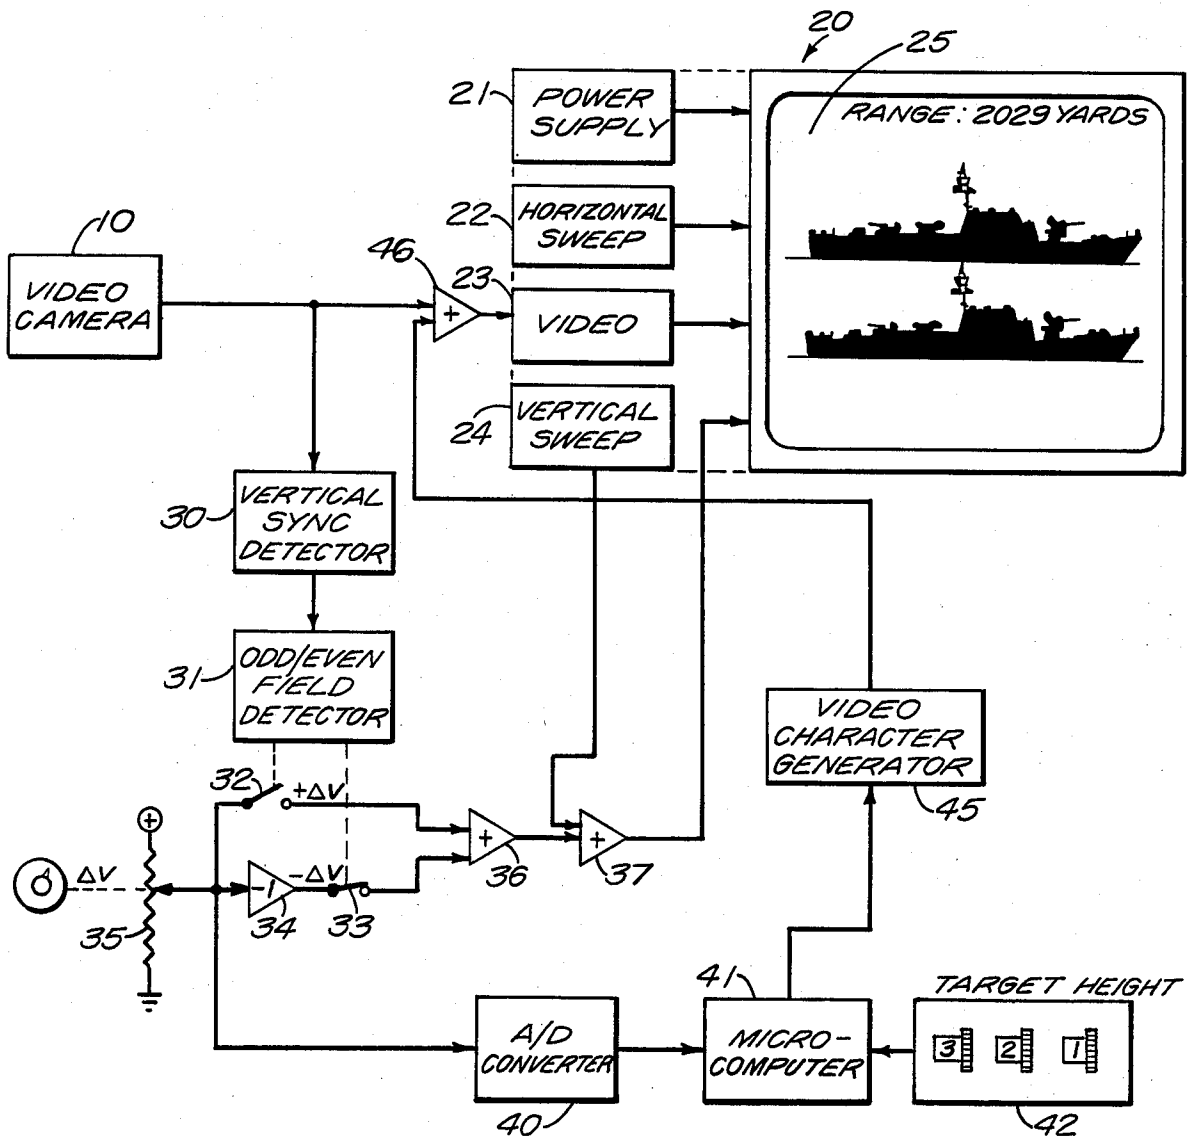 20
25
21
POWER
SUPPLY
RANGE: 2029 YARDS
10
22
HORIZONTAL
SWEEP
46
23
VIDEO
CAMERA
+
VIDEO
24
VERTICAL
SWEEP
30
VERTICAL
SYNC
DETECTOR
31
ODD/EVEN
FIELD
DETECTOR
VIDEO
CHARACTER
GENERATOR
45
32
+ΔV
+
ΔV
-1
-ΔV
+
36
+
37
35
34
33
41
TARGET HEIGHT
A/D
CONVERTER
MICRO-
COMPUTER
3 2 1
40
42